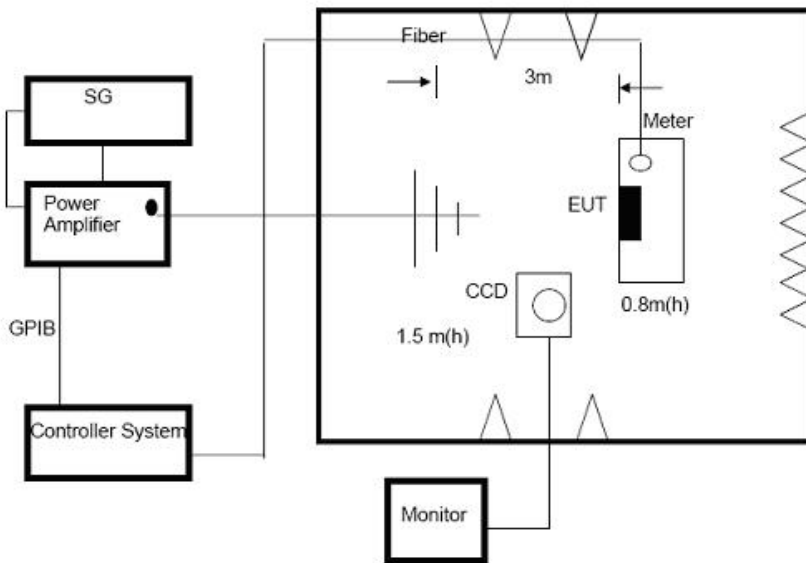 SG
Power
Amplifier
GPIB
Controller System
Fiber
3m
Meter
EUT
CCD
0.8m(h)
1.5 m(h)
Monitor